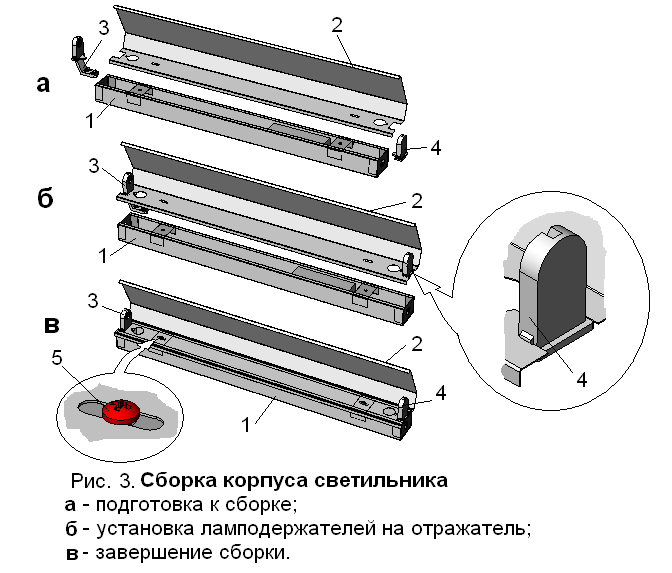 2
3
а
1
4
3
2
б
1
4
3
в
2
5
4
1
Рис. 3. Сборка корпуса светильника
а - подготовка к сборке;
б - установка ламподержателей на отражатель;
в - завершение сборки.